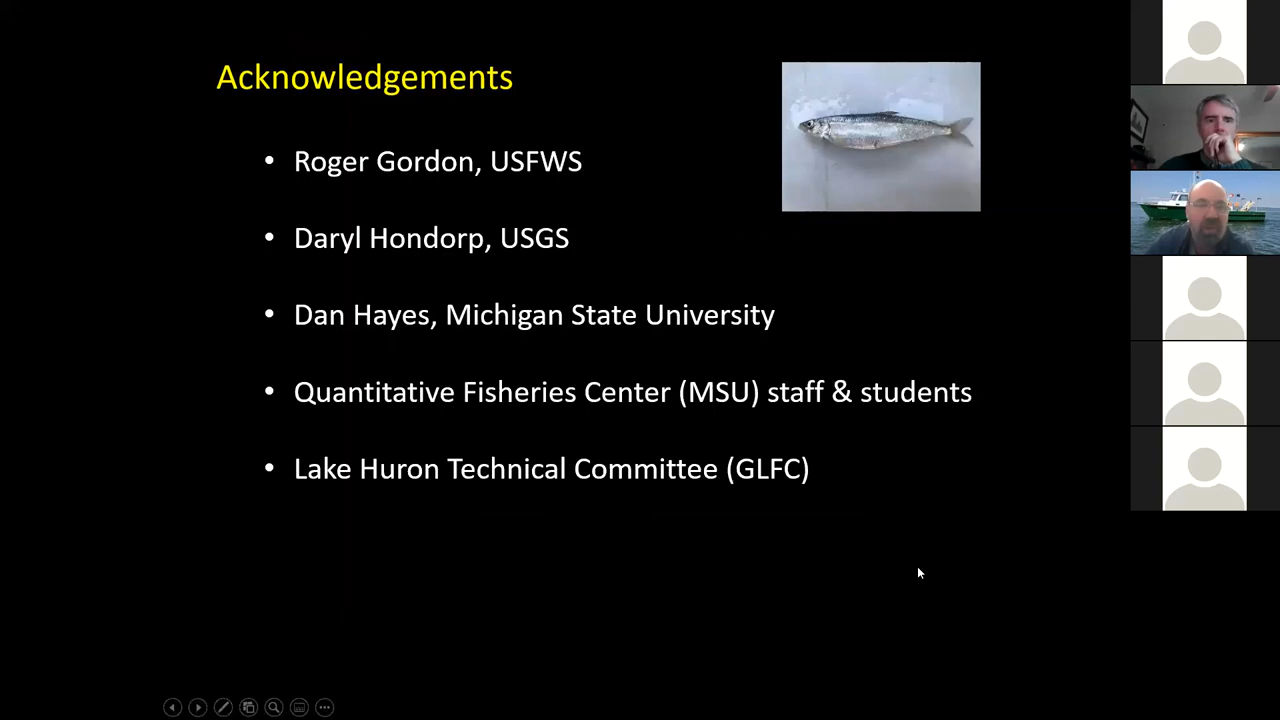 Acknowledgements
• Roger Gordon, USFWS
• Daryl Hondorp, USGS
• Dan Hayes, Michigan State University
• Quantitative Fisheries Center (MSU) staff & students
• Lake Huron Technical Committee (GLFC)